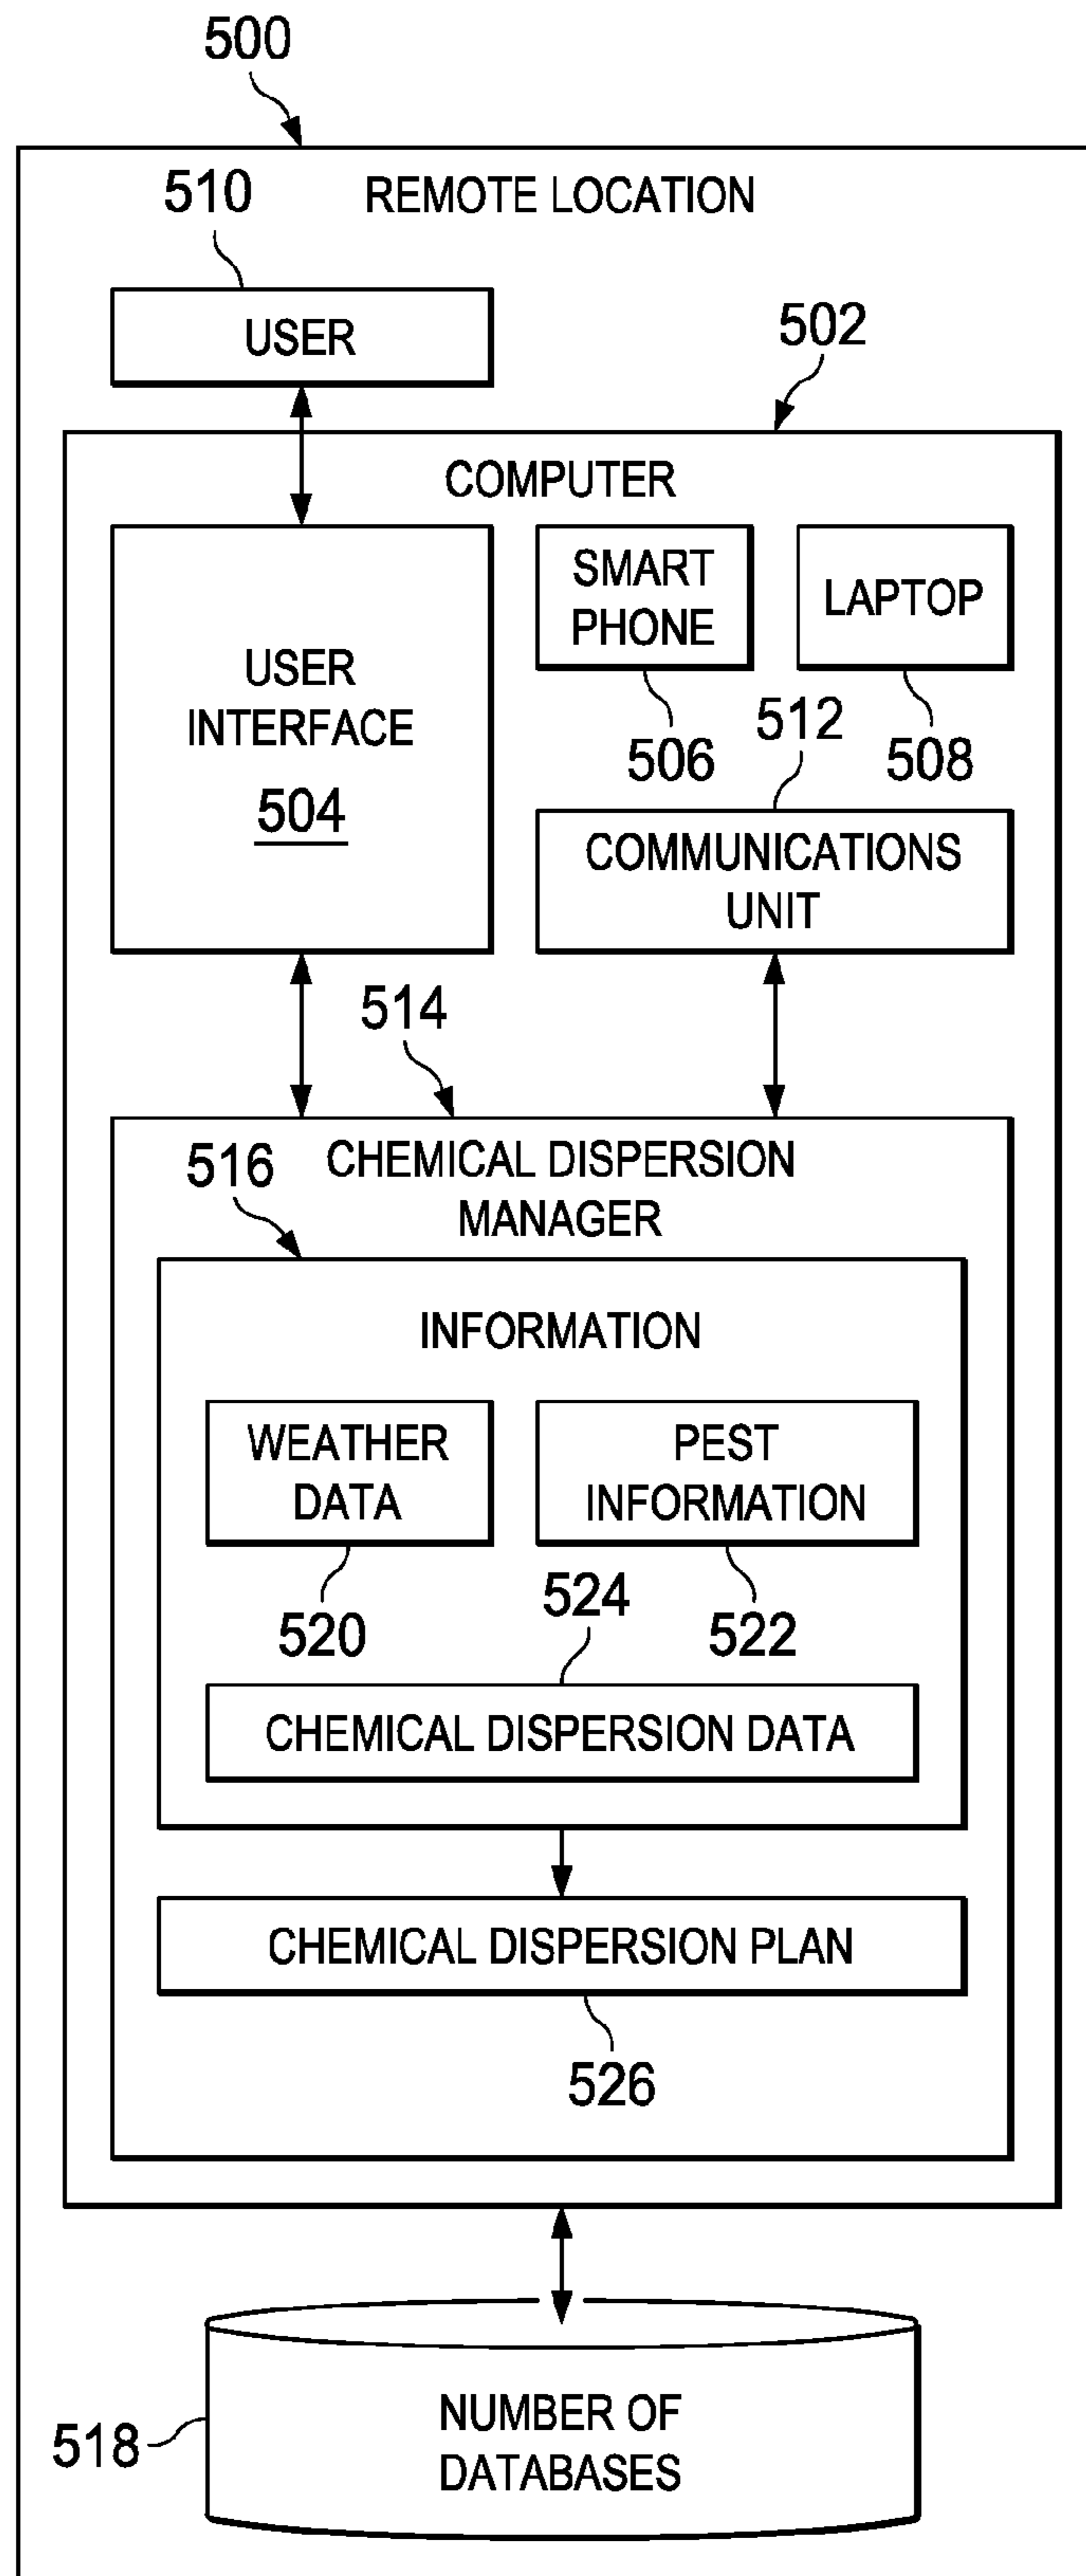 500
REMOTE LOCATION
510
USER
502
COMPUTER
USER
INTERFACE
504
SMART
PHONE
506
LAPTOP
508
512
COMMUNICATIONS
UNIT
514
CHEMICAL DISPERSION
MANAGER
516
INFORMATION
WEATHER
DATA
520
PEST
INFORMATION
522
524
CHEMICAL DISPERSION DATA
CHEMICAL DISPERSION PLAN
526
518
NUMBER OF
DATABASES